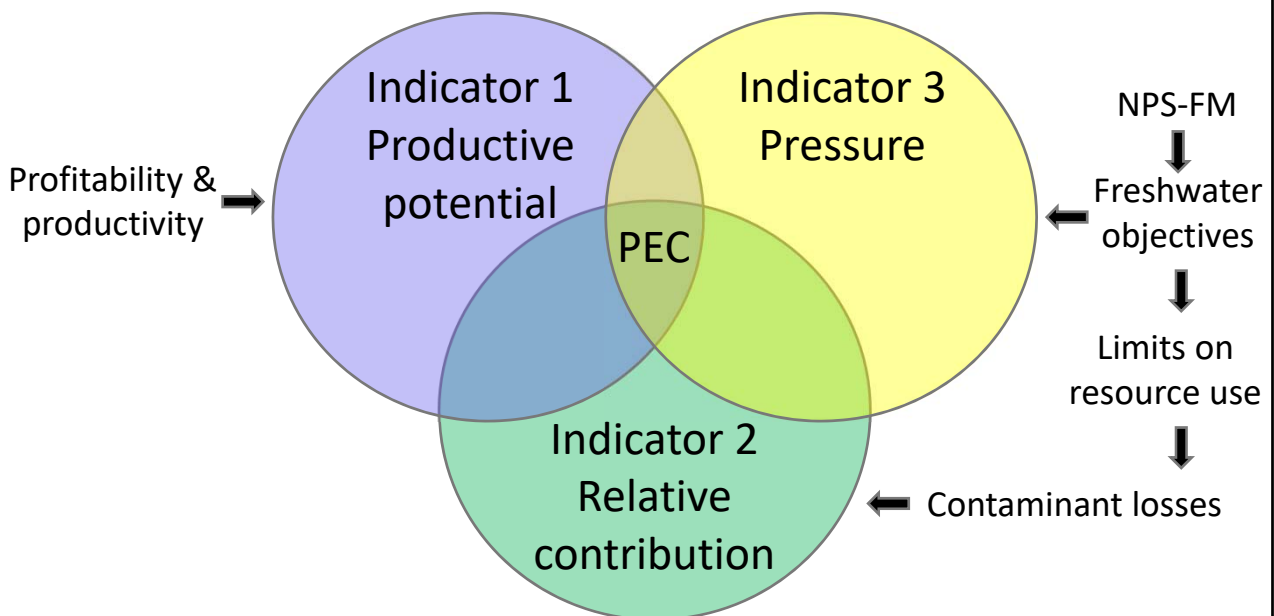 Indicator 1
Productive
potential
Indicator 3
Pressure
PEC
Indicator 2
Relative
contribution
Profitability &
productivity
NPS-FM
Freshwater
objectives
Limits on
resource use
Contaminant losses